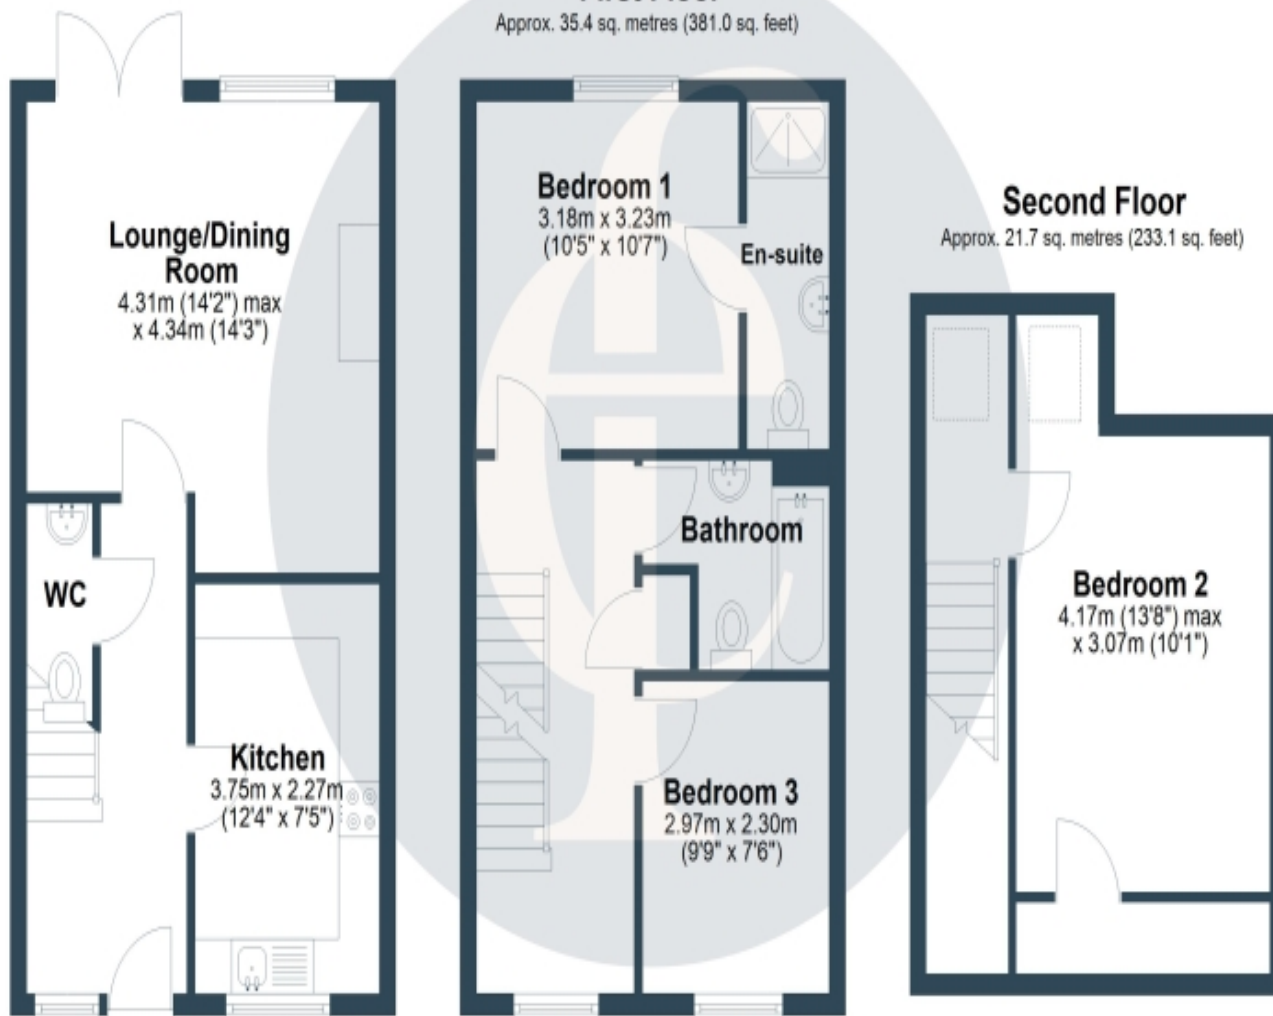 Approx. 35.4 sq. metres (381.0 sq. feet)
Lounge/Dining
Room
4.31m (14'2") max
x 4.34m (14'3")
WC
Kitchen
3.75m x 2.27m
(12'4" x 7'5")
Bedroom 1
3.18m x 3.23m
(10'5" x 10'7")
En-suite
Bathroom
Bedroom 3
2.97m x 2.30m
(9'9" x 7'6")
Second Floor
Approx. 21.7 sq. metres (233.1 sq. feet)
Bedroom 2
4.17m (13'8") max
x 3.07m (10'1")